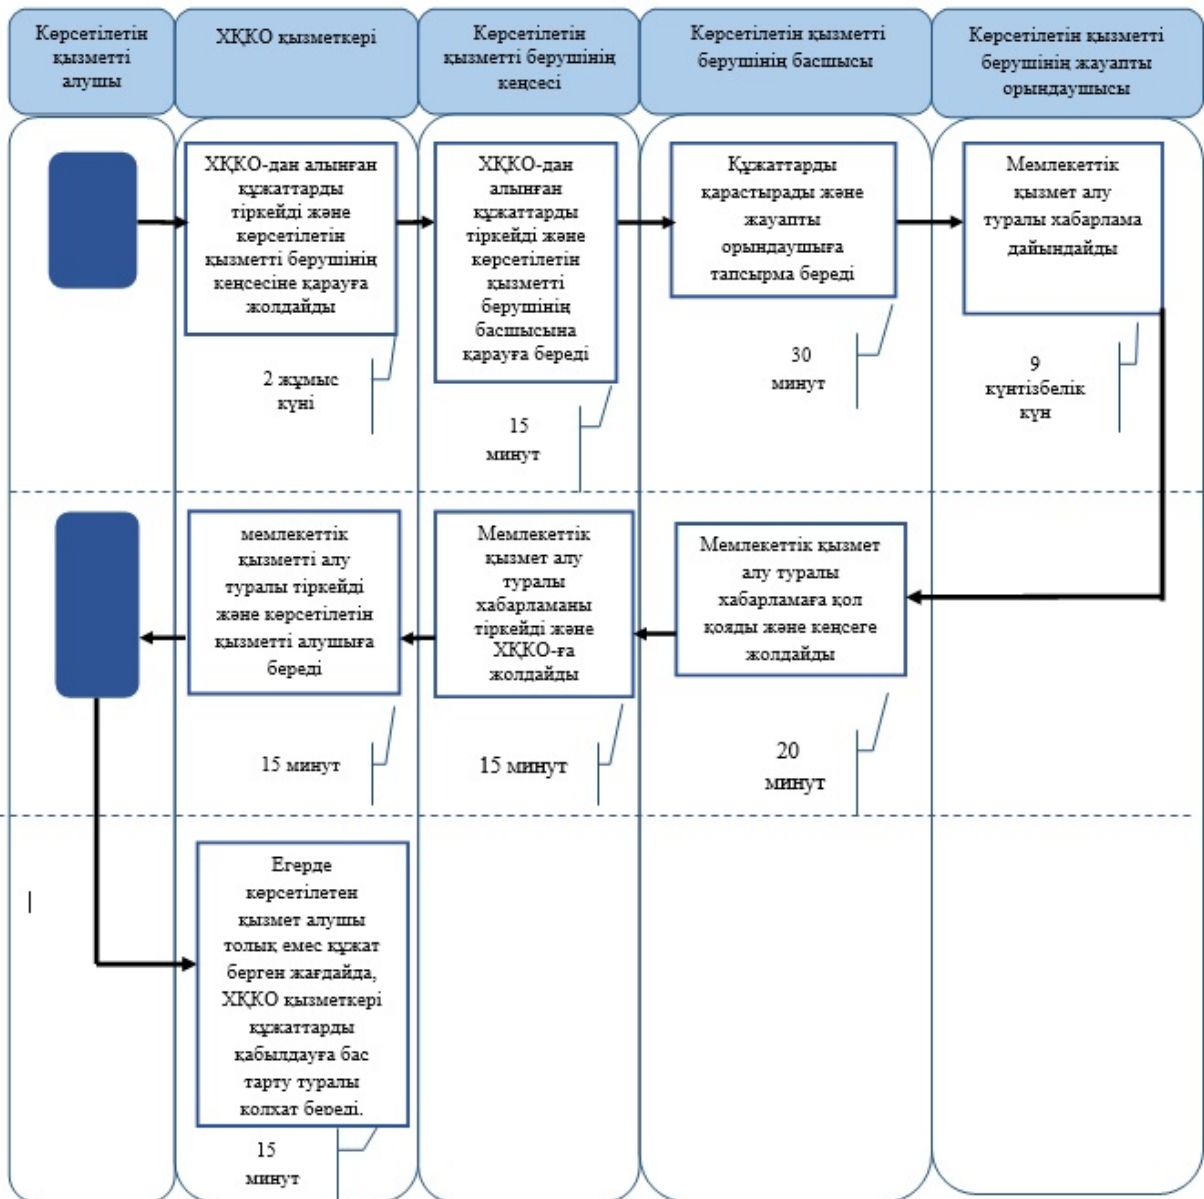 Көрсетілетін
қызметті
алушы
ХҚКО қызметкері
Көрсетілетін
қызметті берушінің
кеңсесі
Көрсетілетін қызметті
берушінің басшысы
Көрсетілетін қызметті
берушінің жауапты
орындаушысы
ХҚКО-дан алынған
құжаттарды
тіркейді және
көрсетілетін
қызметті берушінің
кеңсесіне қарауға
жолдайды
2 жұмыс
күні
ХҚКО-дан
алынған
құжаттарды
тіркейді және
көрсетілетін
қызметті
берушінің
басшысына
қарауға береді
15
минут
Құжаттарды
қарастырады және
жауапты
орындаушыға
тапсырма береді
30
минут
Мемлекеттік
қызмет алу
туралы хабарлама
дайындайды
9
күнтізбелік
күн
мемлекеттік
қызметті алу
туралы тіркейді
және көрсетілетін
қызметті алушыға
береді
15 минут
Мемлекеттік
қызмет алу
туралы
хабарламаны
тіркейді және
ХҚКО-ға
жолдайды
15 минут
Мемлекеттік қызмет
алу туралы
хабарламаға қол
қояды және кеңсеге
жолдайды
20
минут
Егерде
көрсетілетен
қызмет алушы
толық емес құжат
берген жағдайда,
ХҚКО қызметкері
құжаттарды
қабылдауға бас
тарту туралы
қолхат береді.
15
минут